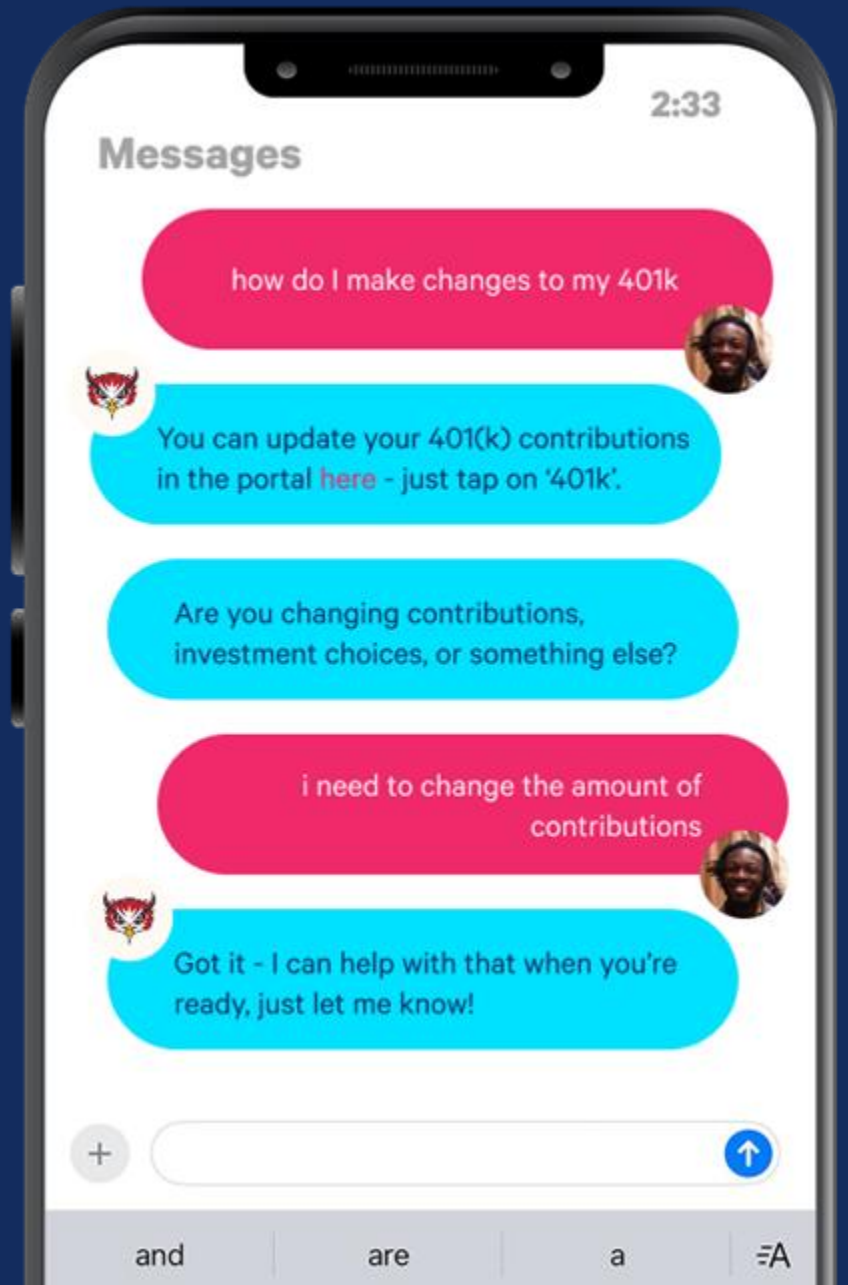 2:33
Messages
how do I make changes to my 401k
You can update your 401(k) contributions
in the portal here - just tap on ‘401k’.
Are you changing contributions,
investment choices, or something else?
i need to change the amount of
contributions
Got it - I can help with that when you're
ready, just let me know!
and are a